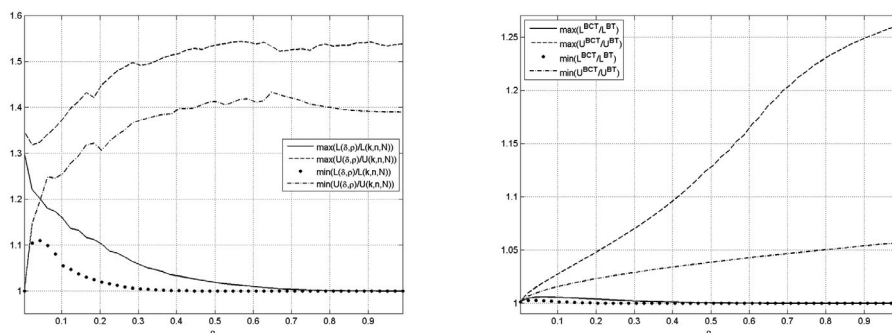 1.6
1.5
1.4
1.3
1.2
1.1
1
0.1 0.2 0.3 0.4 0.5 0.6 0.7 0.8 0.9
max(L(δ,ρ)/L(k,n,N))
max(U(δ,ρ)/U(k,n,N))
min(L(δ,ρ)/L(k,n,N))
min(U(δ,ρ)/U(k,n,N))
1.25
1.2
1.15
1.1
1.05
1
0.1 0.2 0.3 0.4 0.5 0.6 0.7 0.8 0.9
max(L^BCT/L^BT)
max(U^BCT/U^BT)
min(L^BCT/L^BT)
min(U^BCT/U^BT)